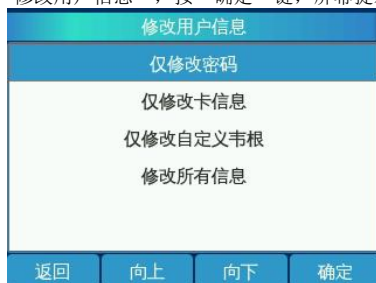 修改用户信息
仅修改密码
仅修改卡信息
仅修改自定义韦根
修改所有信息
返回 向上 向下 确定